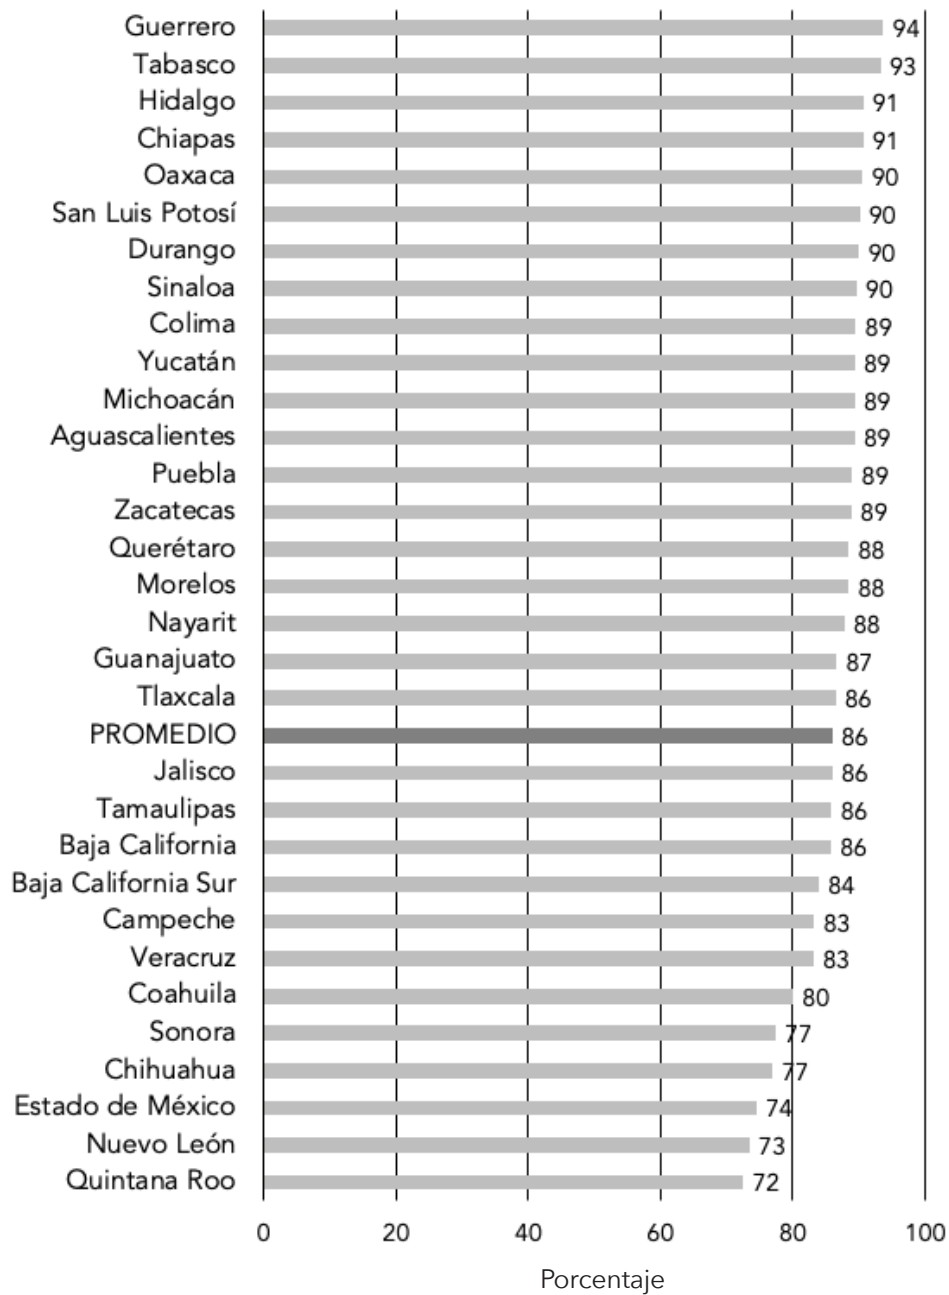 Guerrero 94
Tabasco 93
Hidalgo 91
Chiapas 91
Oaxaca 90
San Luis Potosí 90
Durango 90
Sinaloa 90
Colima 89
Yucatán 89
Michoacán 89
Aguascalientes 89
Puebla 89
Zacatecas 89
Querétaro 88
Morelos 88
Nayarit 88
Guanajuato 87
Tlaxcala 86
PROMEDIO 86
Jalisco 86
Tamaulipas 86
Baja California 86
Baja California Sur 84
Campeche 83
Veracruz 83
Coahuila 80
Sonora 77
Chihuahua 77
Estado de México 74
Nuevo León 73
Quintana Roo 72
0 20 40 60 80 100
Porcentaje